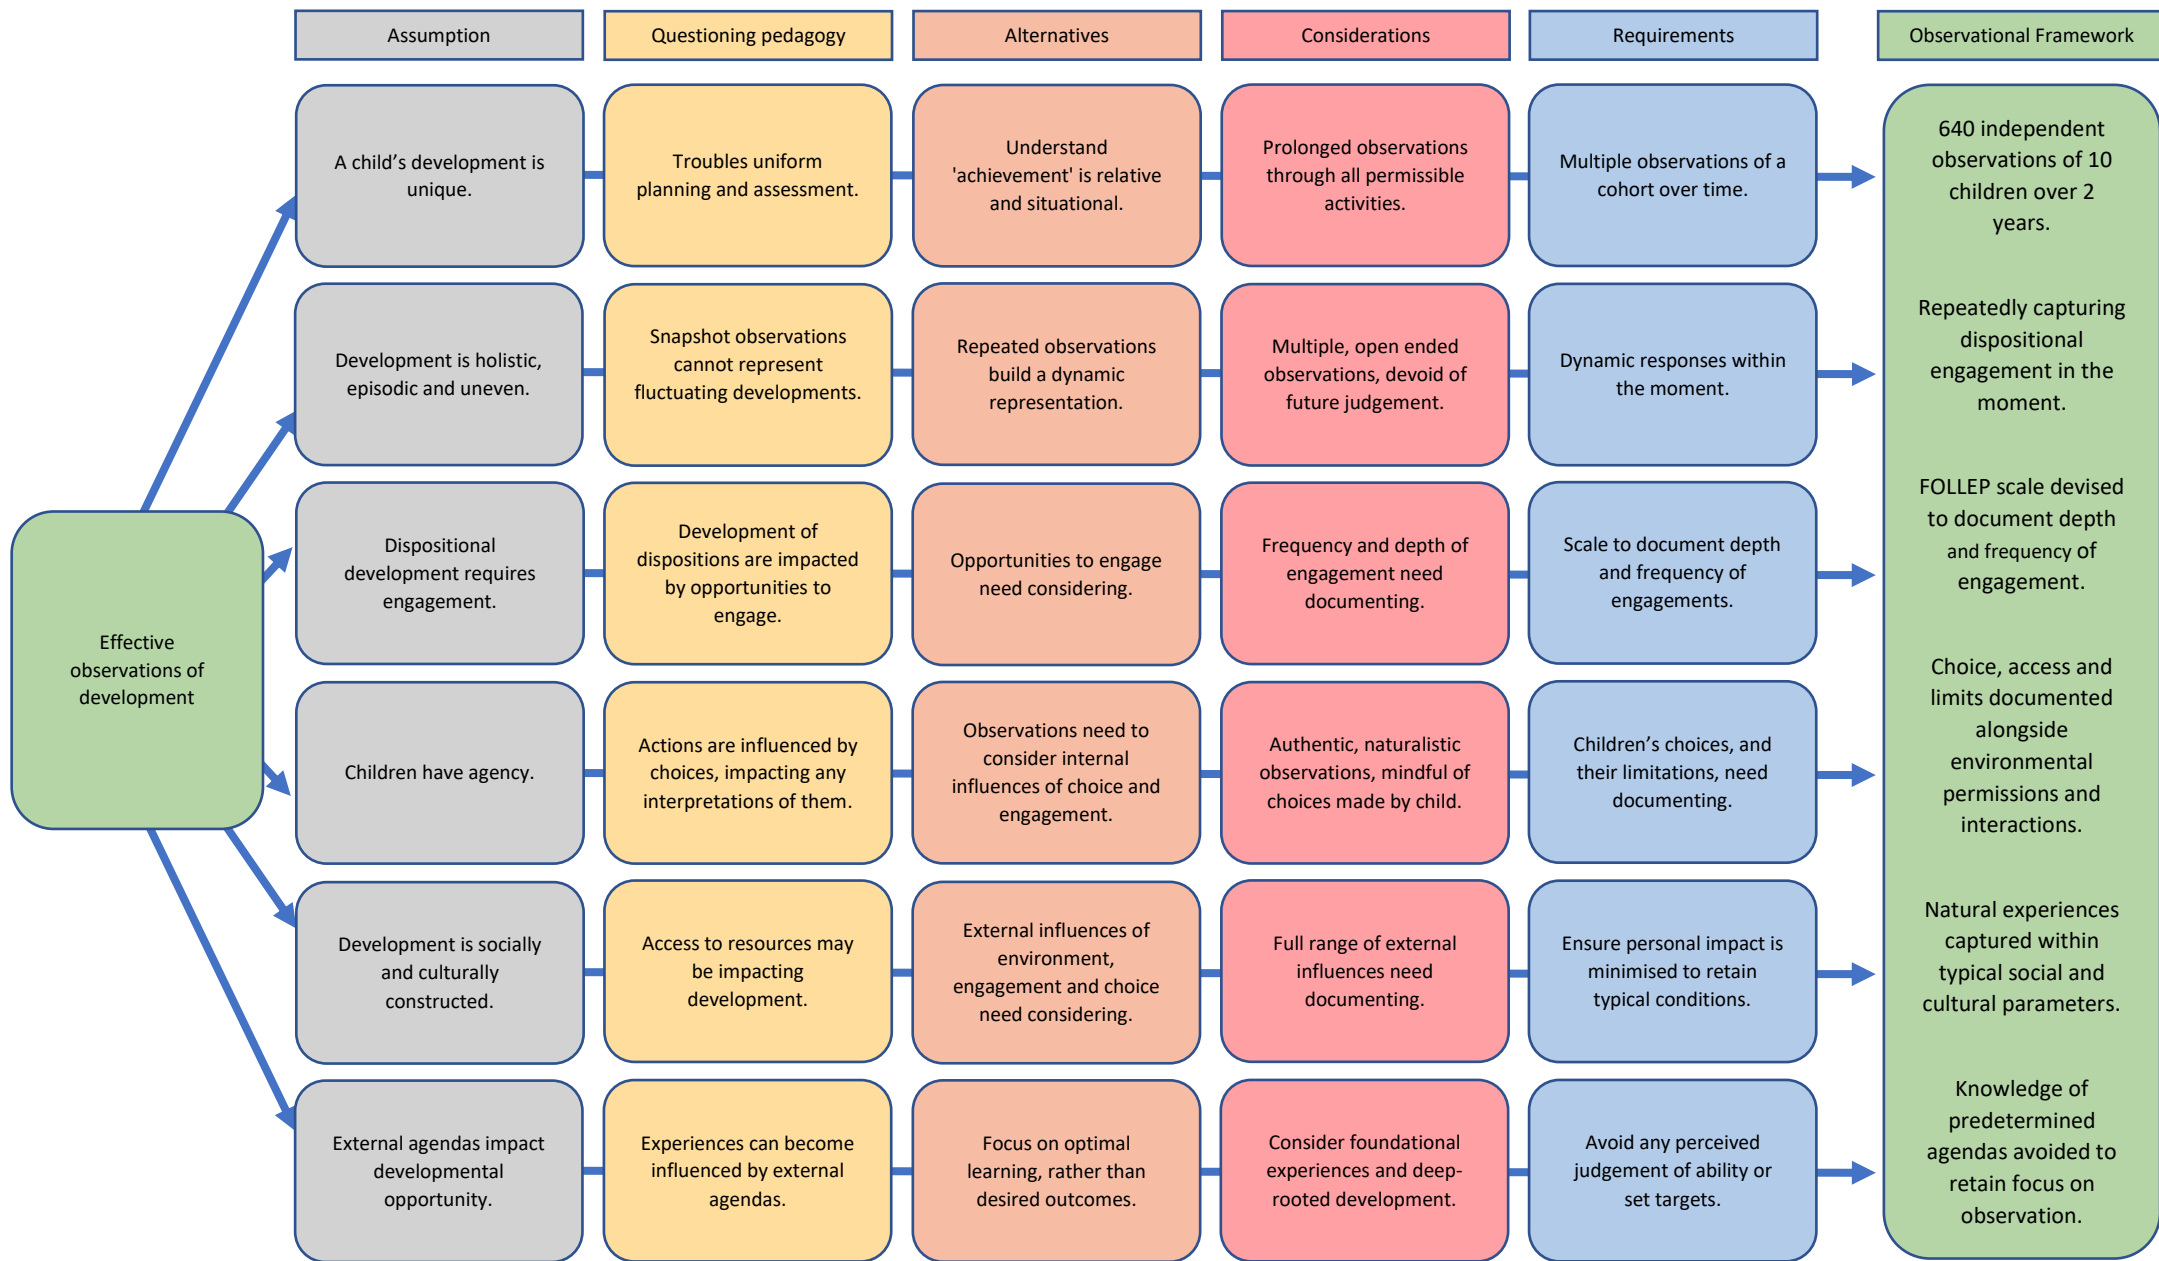 Assumption
Questioning pedagogy
Alternatives
Considerations
Requirements
Observational Framework
A child’s development is
unique.
Troubles uniform
planning and assessment.
Understand
'achievement' is relative
and situational.
Prolonged observations
through all permissible
activities.
Multiple observations of a
cohort over time.
640 independent
observations of 10
children over 2
years.
Development is holistic,
episodic and uneven.
Snapshot observations
cannot represent
fluctuating developments.
Repeated observations
build a dynamic
representation.
Multiple, open ended
observations, devoid of
future judgement.
Dynamic responses within
the moment.
Repeatedly capturing
dispositional
engagement in the
moment.
Dispositional
development requires
engagement.
Development of
dispositions are impacted
by opportunities to
engage.
Opportunities to engage
need considering.
Frequency and depth of
engagement need
documenting.
Scale to document depth
and frequency of
engagements.
FOLLEP scale devised
to document depth
and frequency of
engagement.
Effective
observations of
development
Children have agency.
Actions are influenced by
choices, impacting any
interpretations of them.
Observations need to
consider internal
influences of choice and
engagement.
Authentic, naturalistic
observations, mindful of
choices made by child.
Children’s choices, and
their limitations, need
documenting.
Choice, access and
limits documented
alongside
environmental
permissions and
interactions.
Development is socially
and culturally
constructed.
Access to resources may
be impacting
development.
External influences of
environment,
engagement and choice
need considering.
Full range of external
influences need
documenting.
Ensure personal impact is
minimised to retain
typical conditions.
Natural experiences
captured within
typical social and
cultural parameters.
External agendas impact
developmental
opportunity.
Experiences can become
influenced by external
agendas.
Focus on optimal
learning, rather than
desired outcomes.
Consider foundational
experiences and deep-
rooted development.
Avoid any perceived
judgement of ability or
set targets.
Knowledge of
predetermined
agendas avoided to
retain focus on
observation.